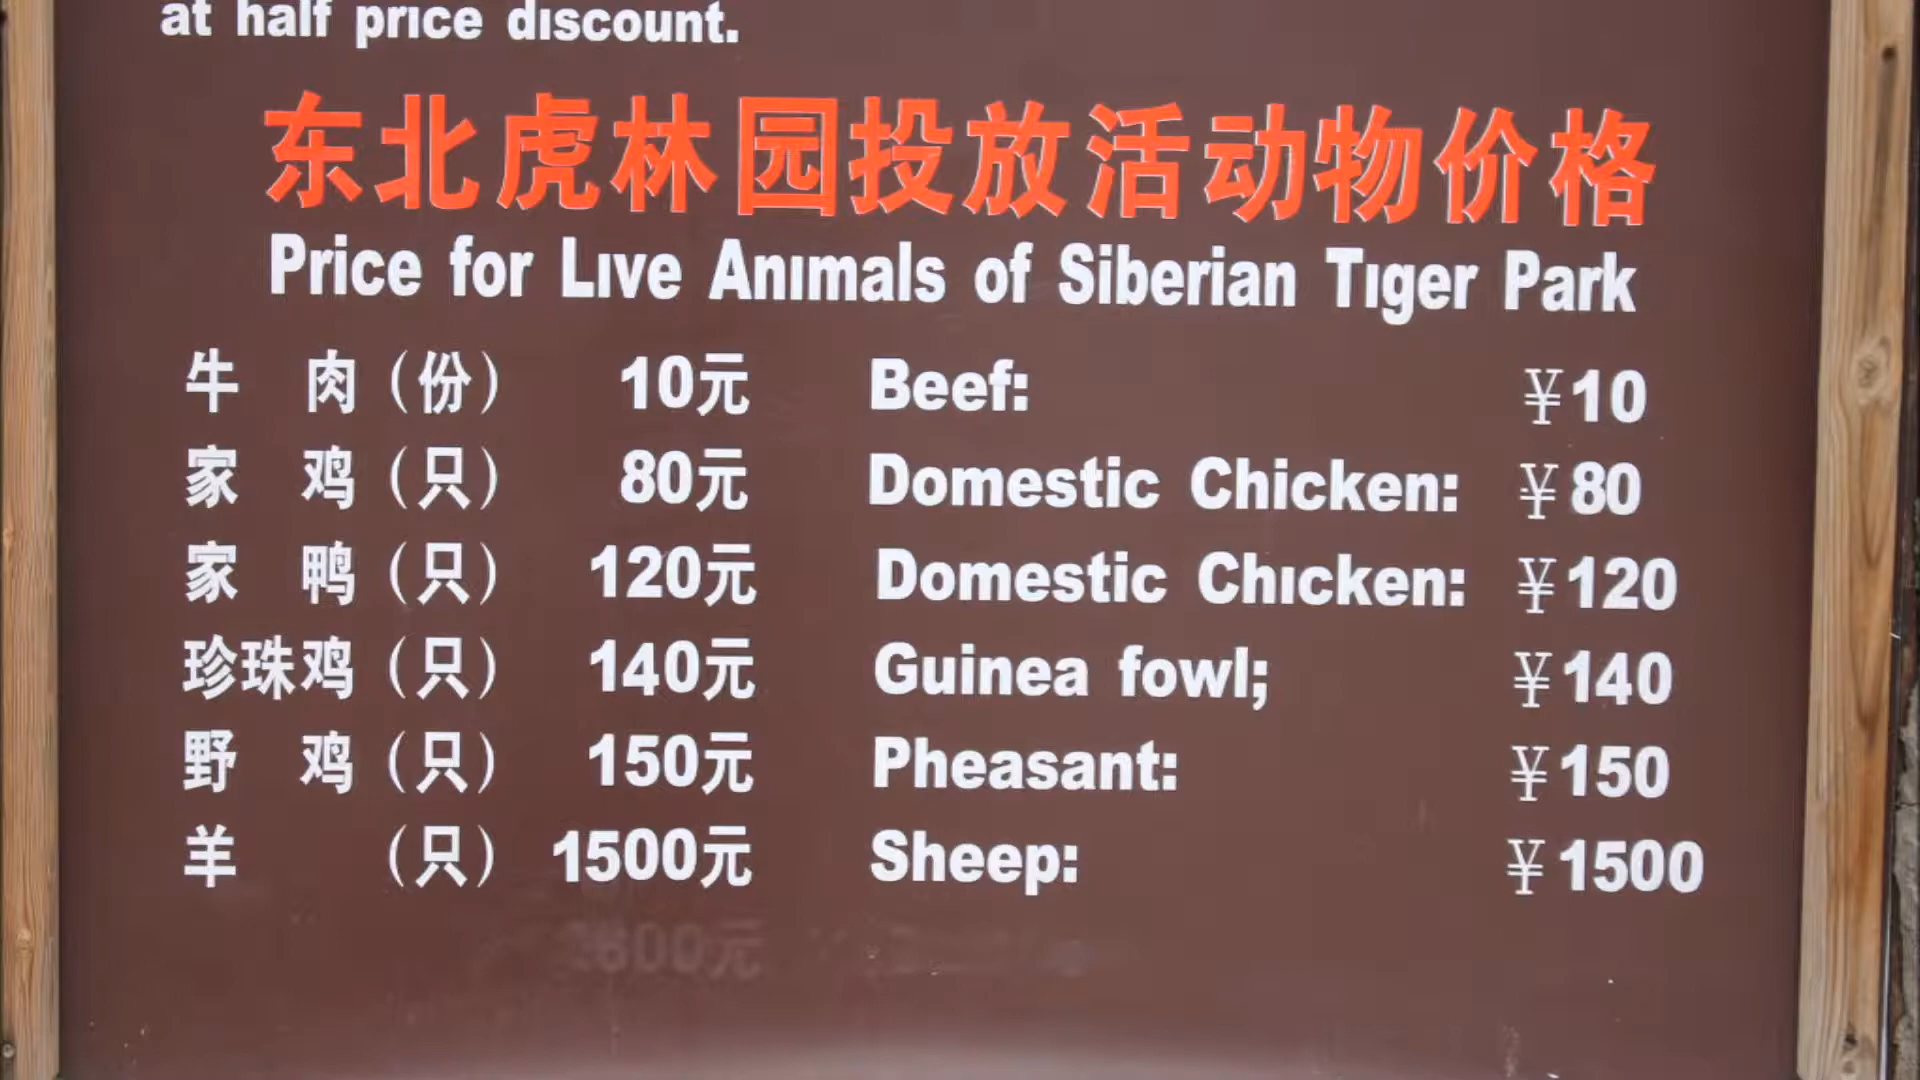 at half price discount.
东北虎林园投放活动物价格
Price for Live Animals of Siberian Tiger Park
牛 肉（份） 10元 Beef: ¥10
家 鸡（只） 80元 Domestic Chicken: ¥80
家 鸭（只） 120元 Domestic Chicken: ¥120
珍珠鸡（只） 140元 Guinea fowl; ¥140
野 鸡（只） 150元 Pheasant: ¥150
羊 （只） 1500元 Sheep: ¥1500